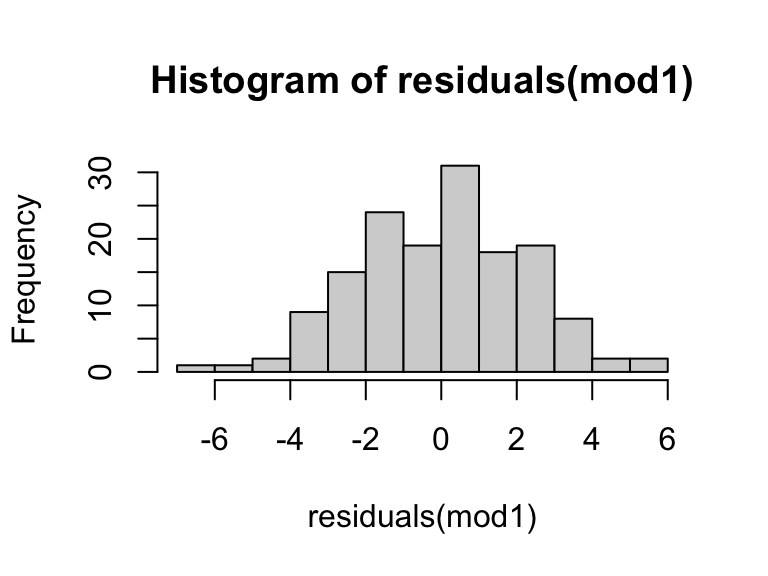 Histogram of residuals(mod1)
Frequency
0 10 20 30
-6 -4 -2 0 2 4 6
residuals(mod1)